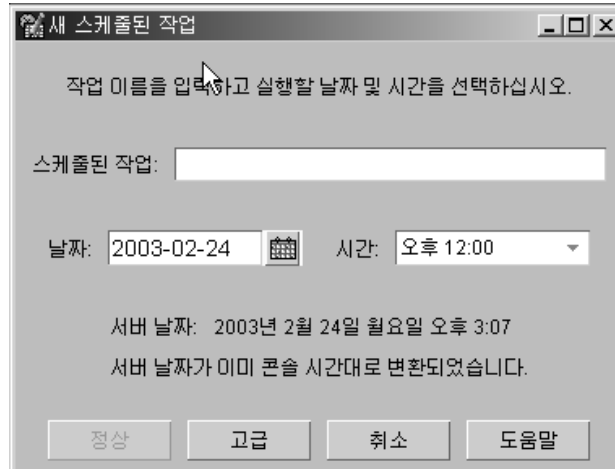 새 스케줄된 작업
작업 이름을 입력하고 실행할 날짜 및 시간을 선택하십시오.
스케줄된 작업:
날짜: 2003-02-24 시간: 오후 12:00
서버 날짜: 2003년 2월 24일 월요일 오후 3:07
서버 날짜가 이미 콘솔 시간대로 변환되었습니다.
정상 고급 취소 도움말